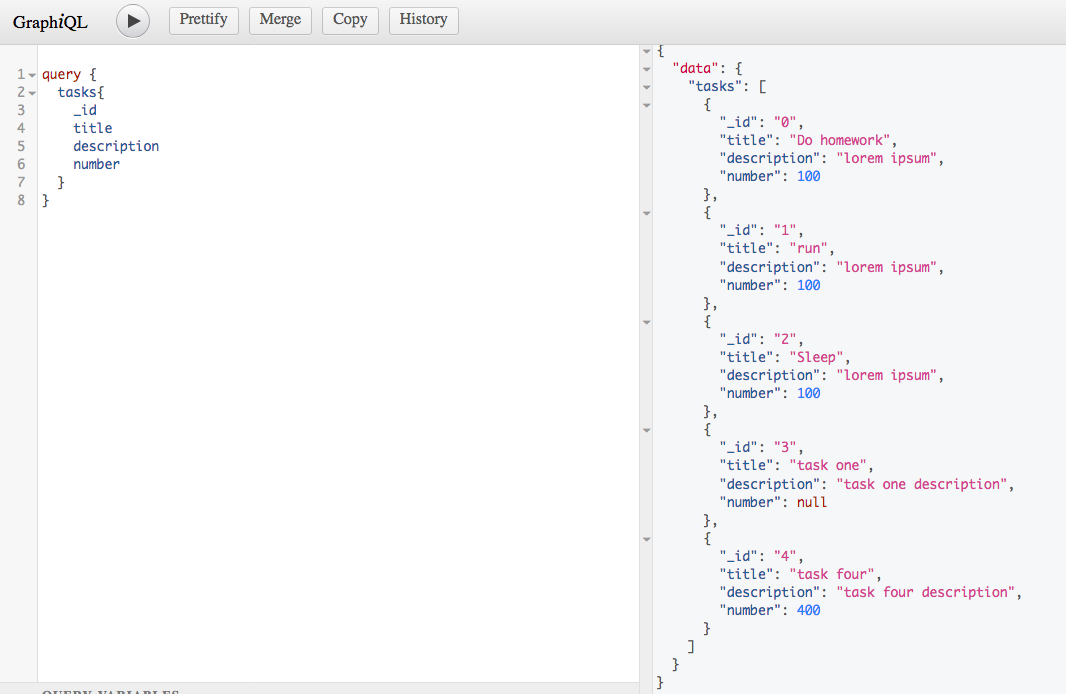 GraphiQL
Prettify
Merge
Copy
History
1 query {
2   tasks{
3     _id
4     title
5     description
6     number
7   }
8 }
{
  "data": {
    "tasks": [
      {
        "_id": "0",
        "title": "Do homework",
        "description": "lorem ipsum",
        "number": 100
      },
      {
        "_id": "1",
        "title": "run",
        "description": "lorem ipsum",
        "number": 100
      },
      {
        "_id": "2",
        "title": "Sleep",
        "description": "lorem ipsum",
        "number": 100
      },
      {
        "_id": "3",
        "title": "task one",
        "description": "task one description",
        "number": null
      },
      {
        "_id": "4",
        "title": "task four",
        "description": "task four description",
        "number": 400
      }
    ]
  }
}
QUERY VARIABLES